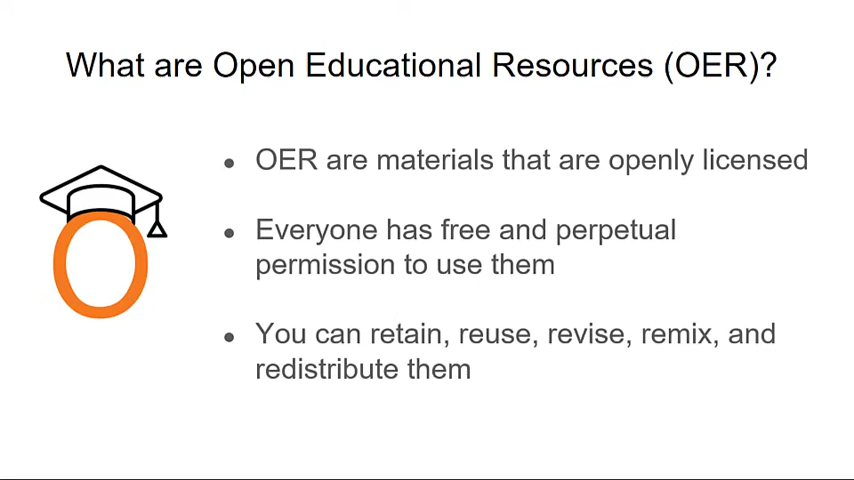 What are Open Educational Resources (OER)?
● OER are materials that are openly licensed
● Everyone has free and perpetual
permission to use them
● You can retain, reuse, revise, remix, and
redistribute them